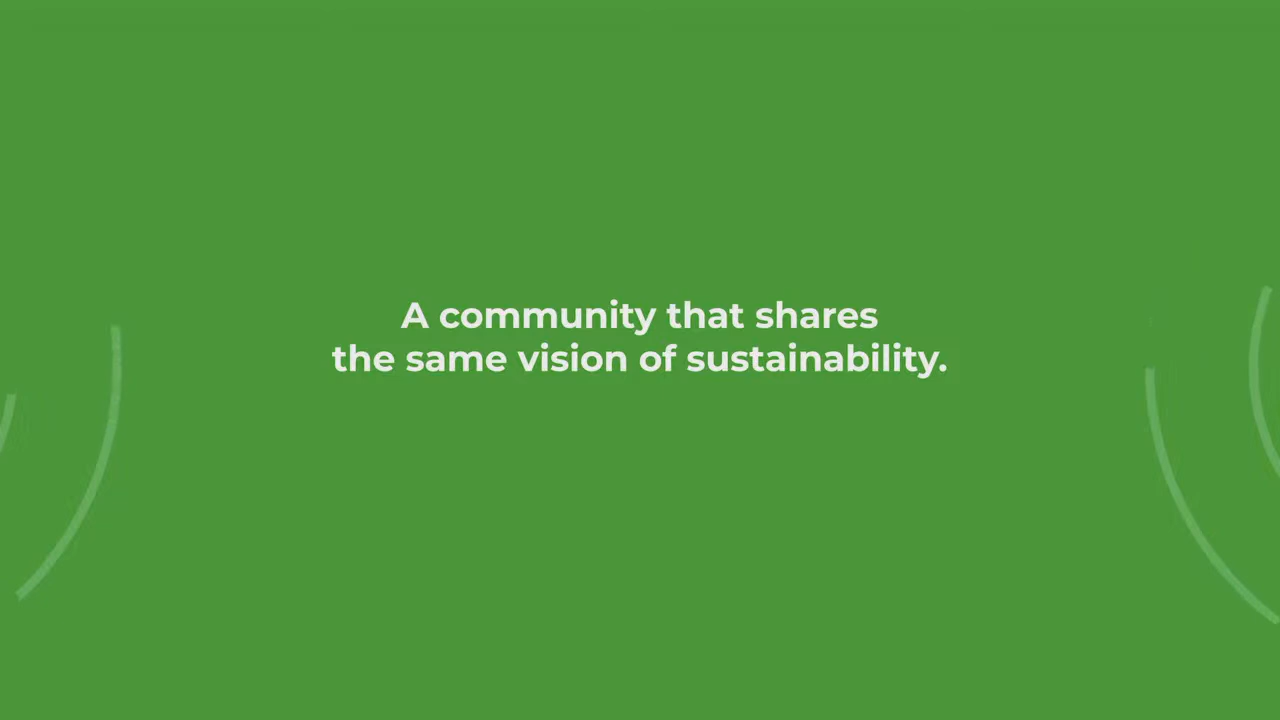 A community that shares
the same vision of sustainability.